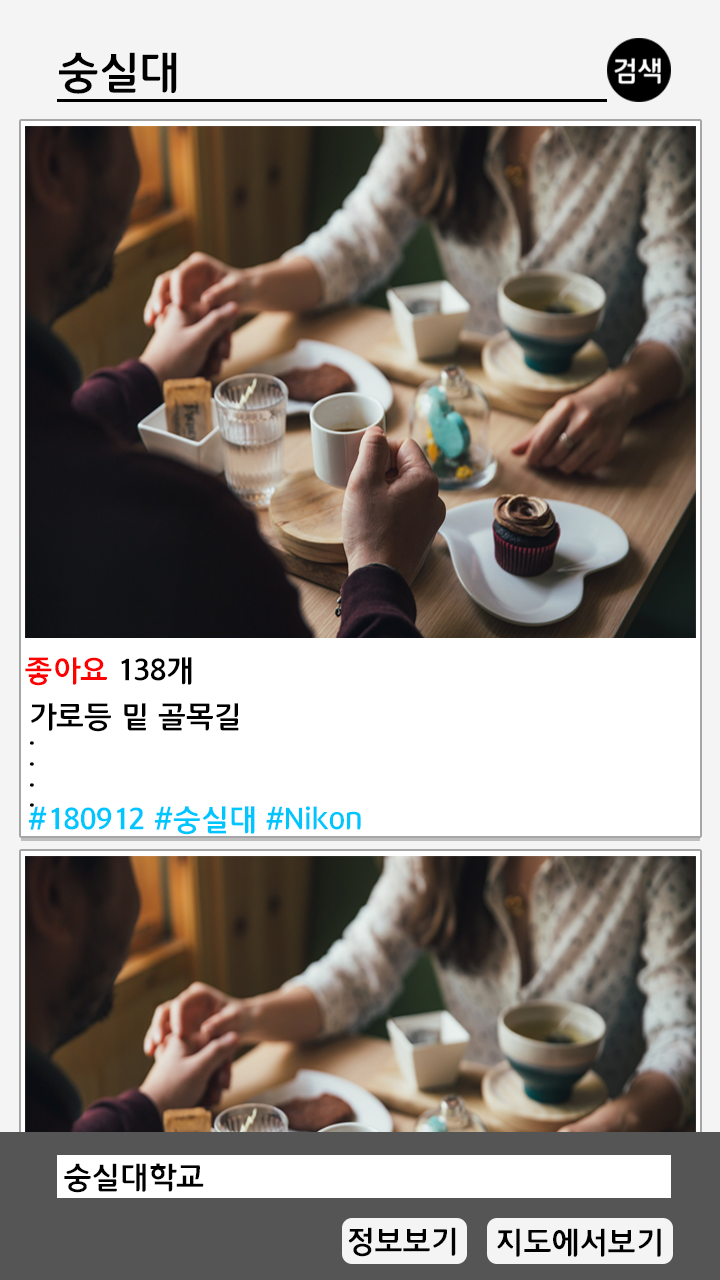 숭실대
검색
좋아요 138개
가로등 밑 골목길
.
.
.
.
#180912 #숭실대 #Nikon
숭실대학교
정보보기 지도에서보기